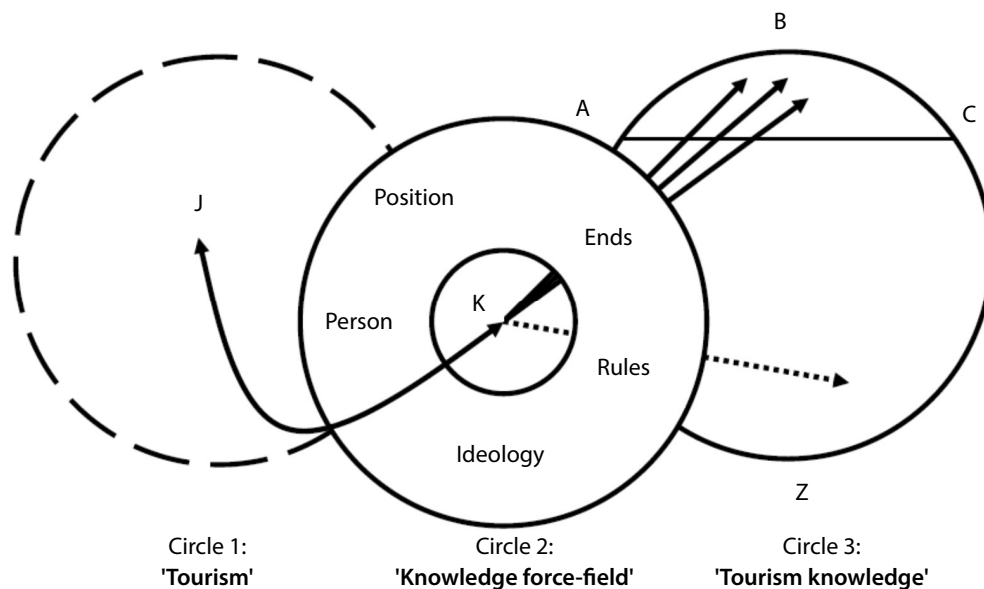 B
A
C
Position
J
Ends
K
Person
Rules
Ideology
Z
Circle 1:
'Tourism'
Circle 2:
'Knowledge force-field'
Circle 3:
'Tourism knowledge'